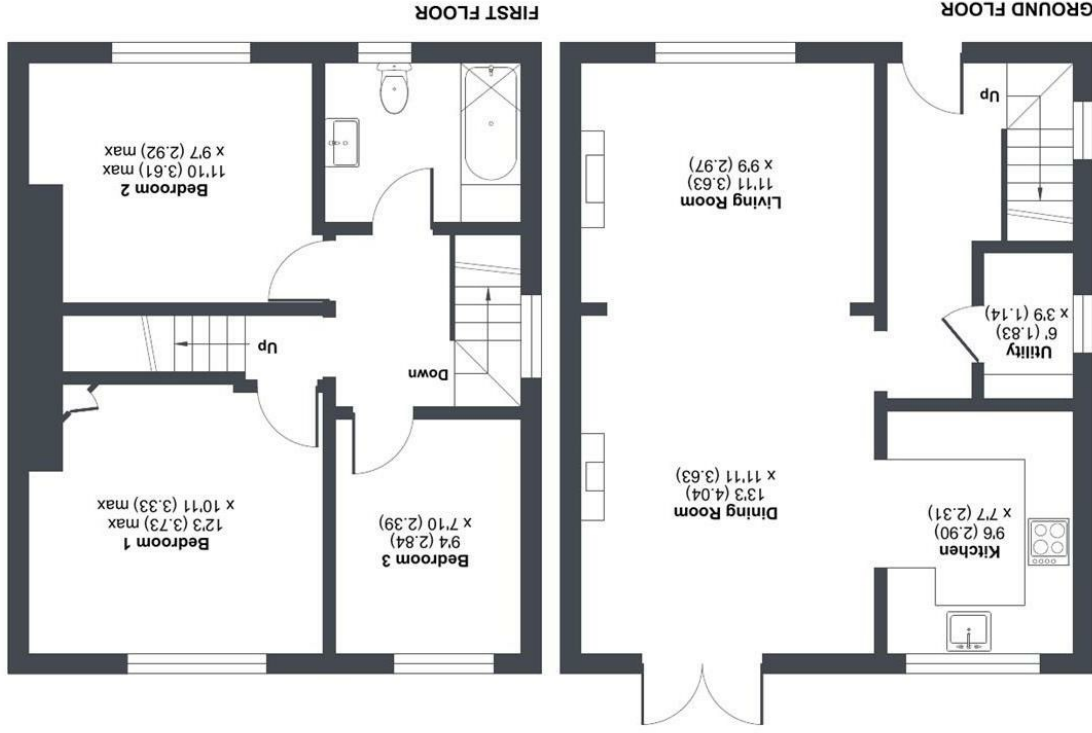 GROUND FLOOR
Up
Living Room
11'11 (3.63)
x 9'9 (2.97)
Utility
6' (1.83)
x 3'9 (1.14)
Kitchen
9'6 (2.90)
x 7'7 (2.31)
Dining Room
13'3 (4.04)
x 11'11 (3.63)
FIRST FLOOR
Bedroom 2
11'10 (3.61) max
x 9'7 (2.92) max
Down
Up
Bedroom 3
9'4 (2.84)
x 7'10 (2.39)
Bedroom 1
12'3 (3.73) max
x 10'11 (3.33) max